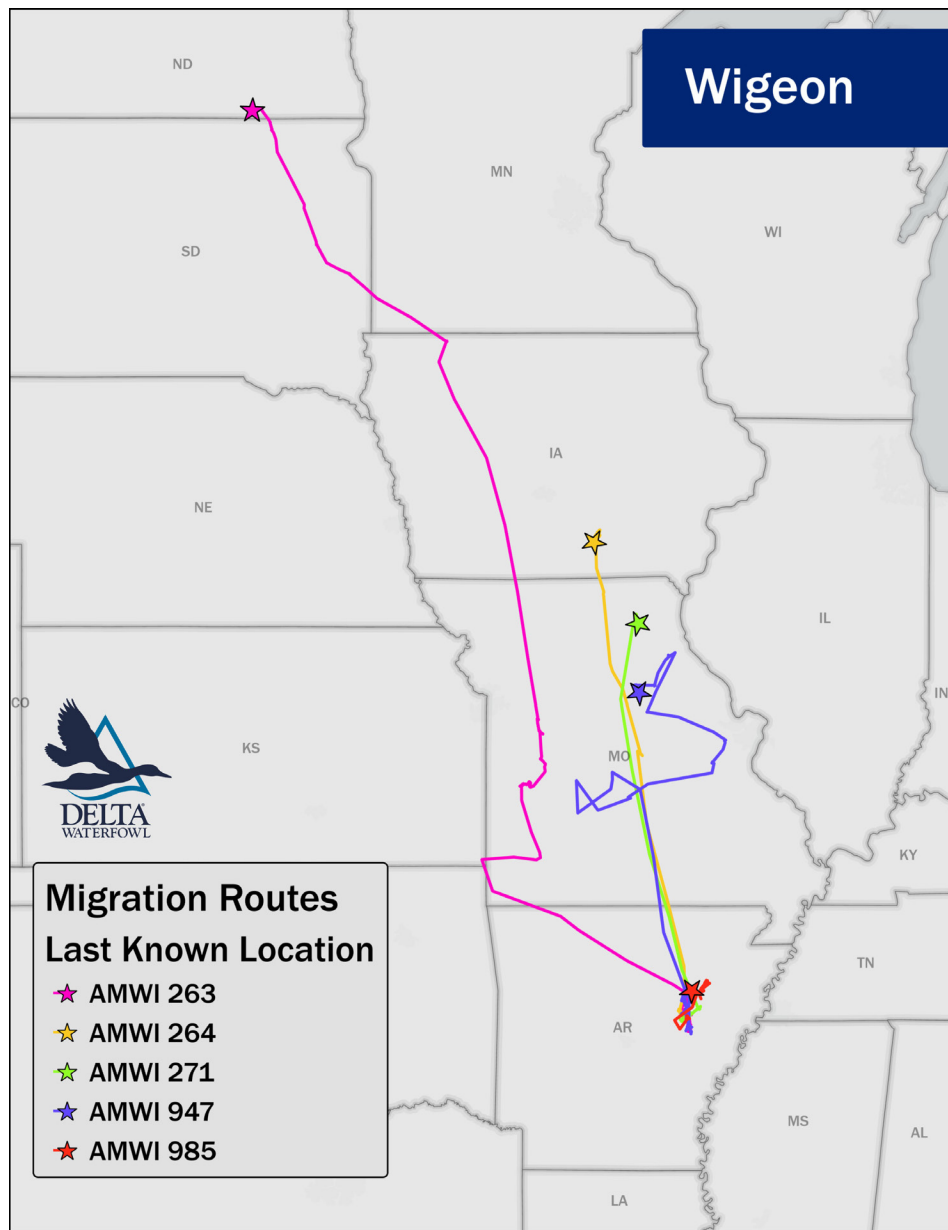 ND
Wigeon
MN
WI
SD
IA
NE
IL
IN
CO
KS
MO
DELTA
WATERFOWL
KY
Migration Routes
Last Known Location
AMWI 263
AMWI 264
AMWI 271
AMWI 947
AMWI 985
TN
AR
MS
AL
LA